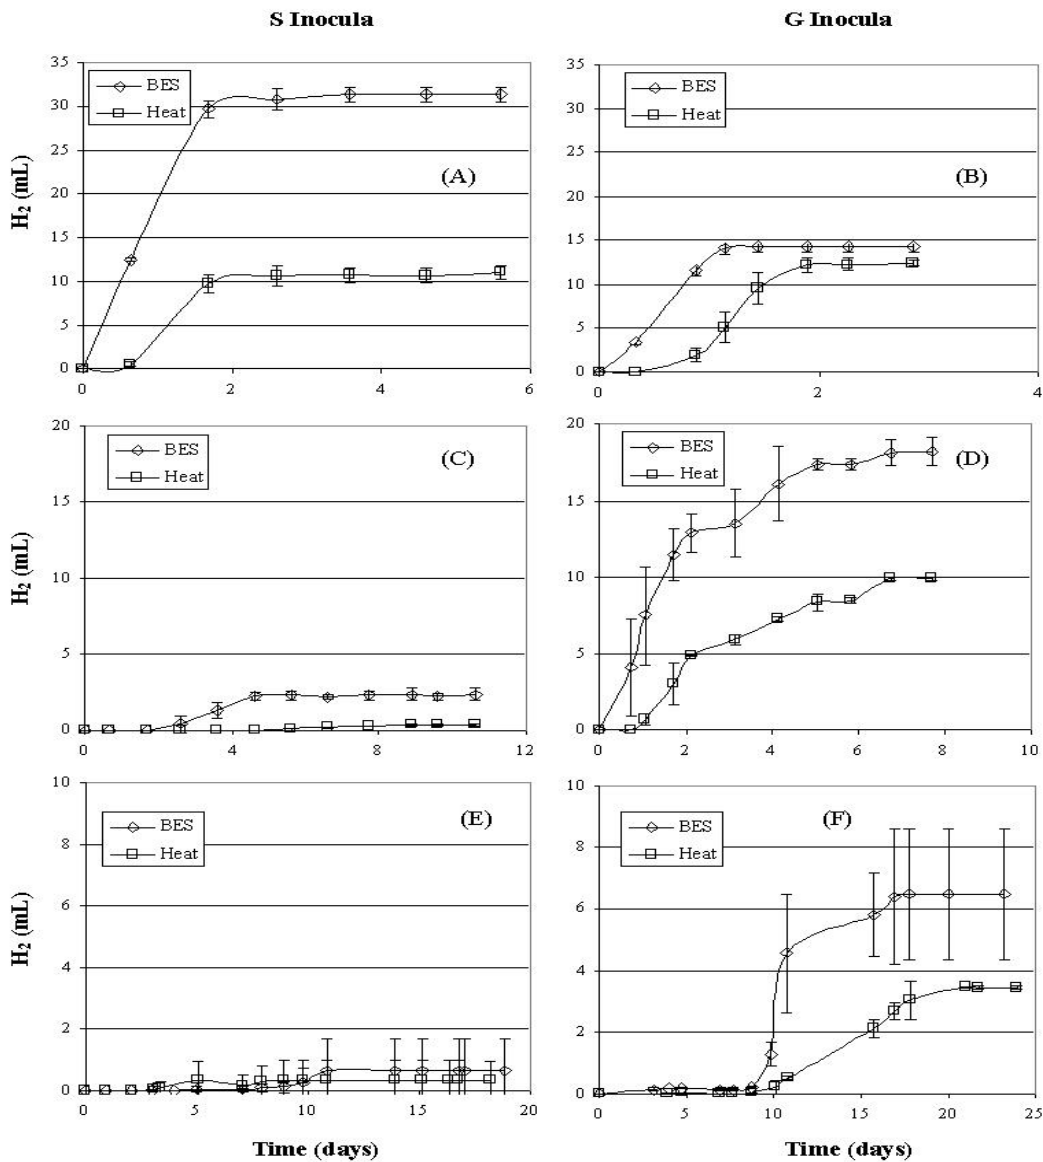 S Inocula G Inocula
35
30
25
20
15
10
5
0
H₂ (mL)
BES
Heat
(A)
0 2 4 6
35
30
25
20
15
10
5
0
BES
Heat
(B)
0 2 4
20
15
10
5
0
H₂ (mL)
BES
Heat
(C)
0 4 8 12
20
15
10
5
0
BES
Heat
(D)
0 2 4 6 8 10
10
8
6
4
2
0
H₂ (mL)
BES
Heat
(E)
0 5 10 15 20
Time (days)
10
8
6
4
2
0
BES
Heat
(F)
0 5 10 15 20 25
Time (days)